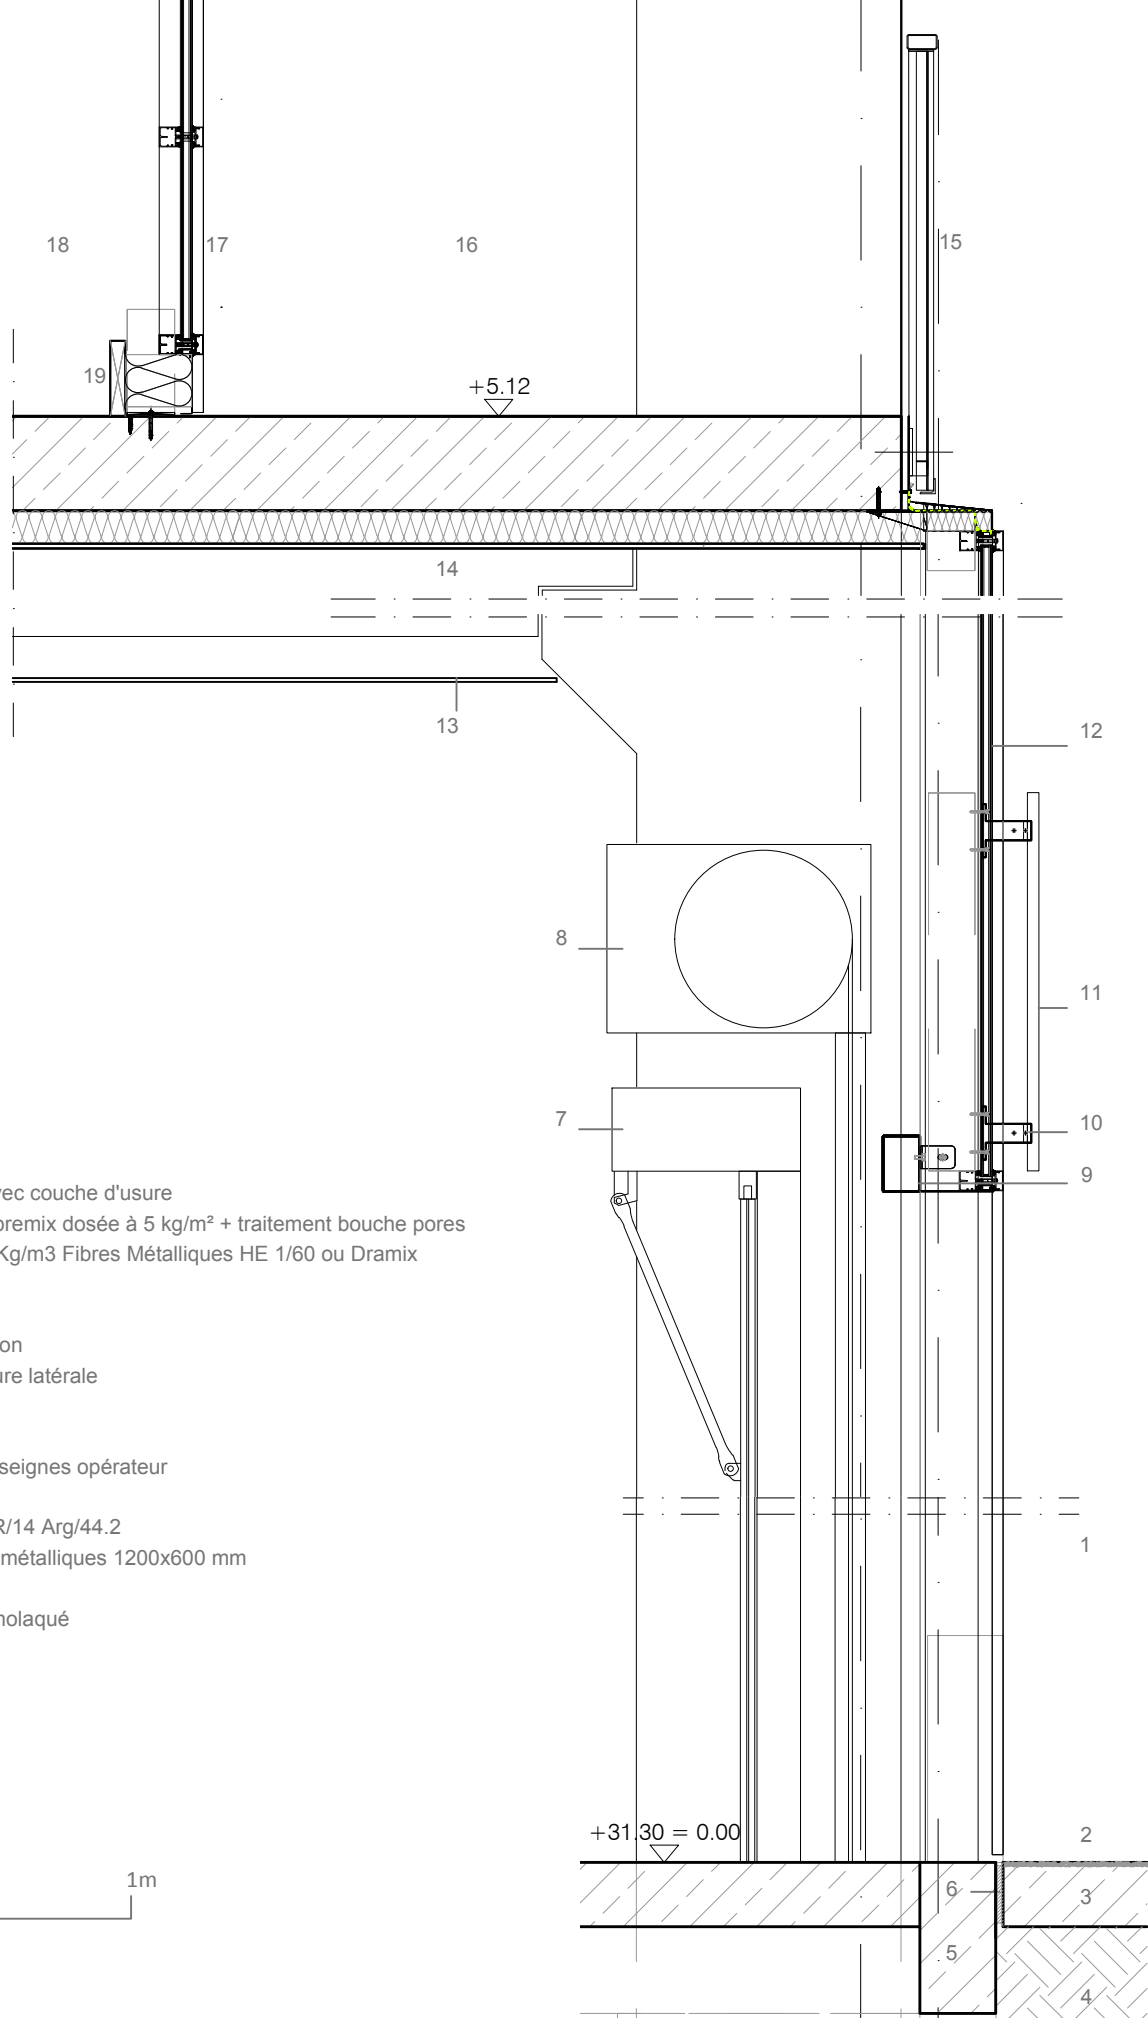 18
17
16
15
19
+5.12
14
13
12
8
11
7
10
9
vec couche d'usure
premix dosée à 5 kg/m² + traitement bouche pores
Kg/m3 Fibres Métalliques HE 1/60 ou Dramix
on
ure latérale
seignes opérateur
R/14 Arg/44.2
métalliques 1200x600 mm
1
nolaqué
+31.30 = 0.00
2
1m
6
3
5
4